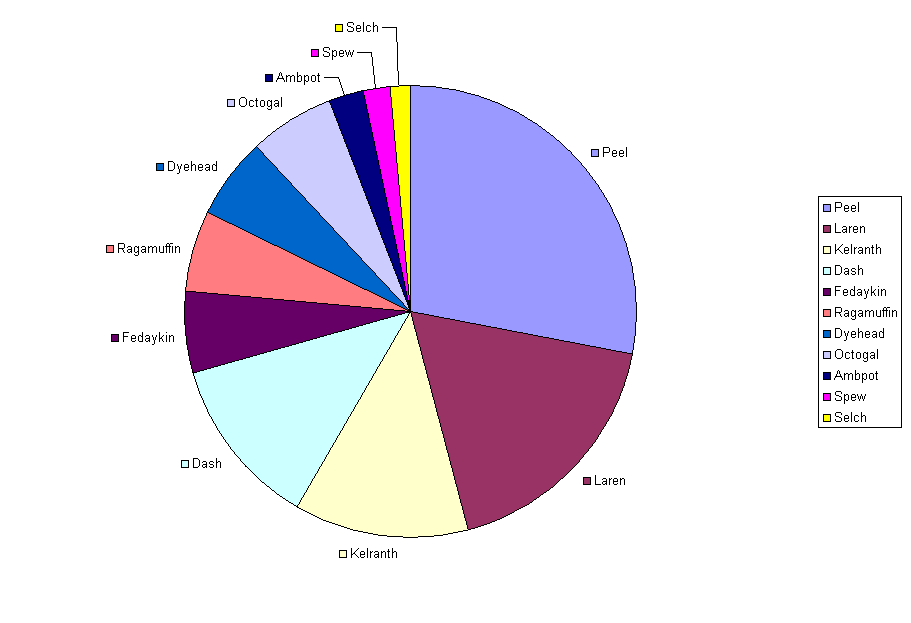 Selch
Spew
Ambpot
Octogal
Peel
Dyehead
Ragamuffin
Fedaykin
Dash
Laren
Kelranth
Peel
Laren
Kelranth
Dash
Fedaykin
Ragamuffin
Dyehead
Octogal
Ambpot
Spew
Selch